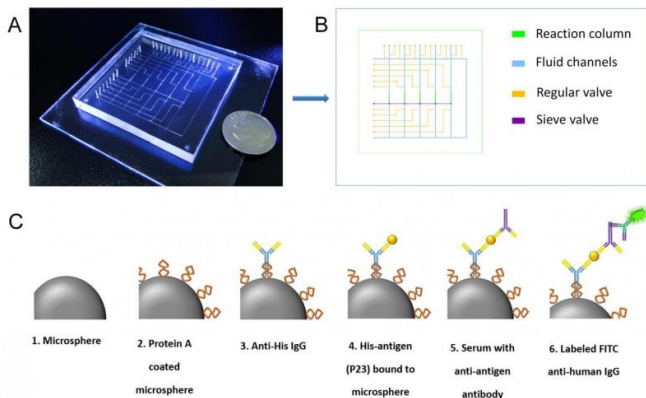 A
B
Reaction column
Fluid channels
Regular valve
Sieve valve
C
1. Microsphere
2. Protein A
coated
microsphere
3. Anti-His IgG
4. His-antigen
(P23) bound to
microsphere
5. Serum with
anti-antigen
antibody
6. Labeled FITC
anti-human IgG